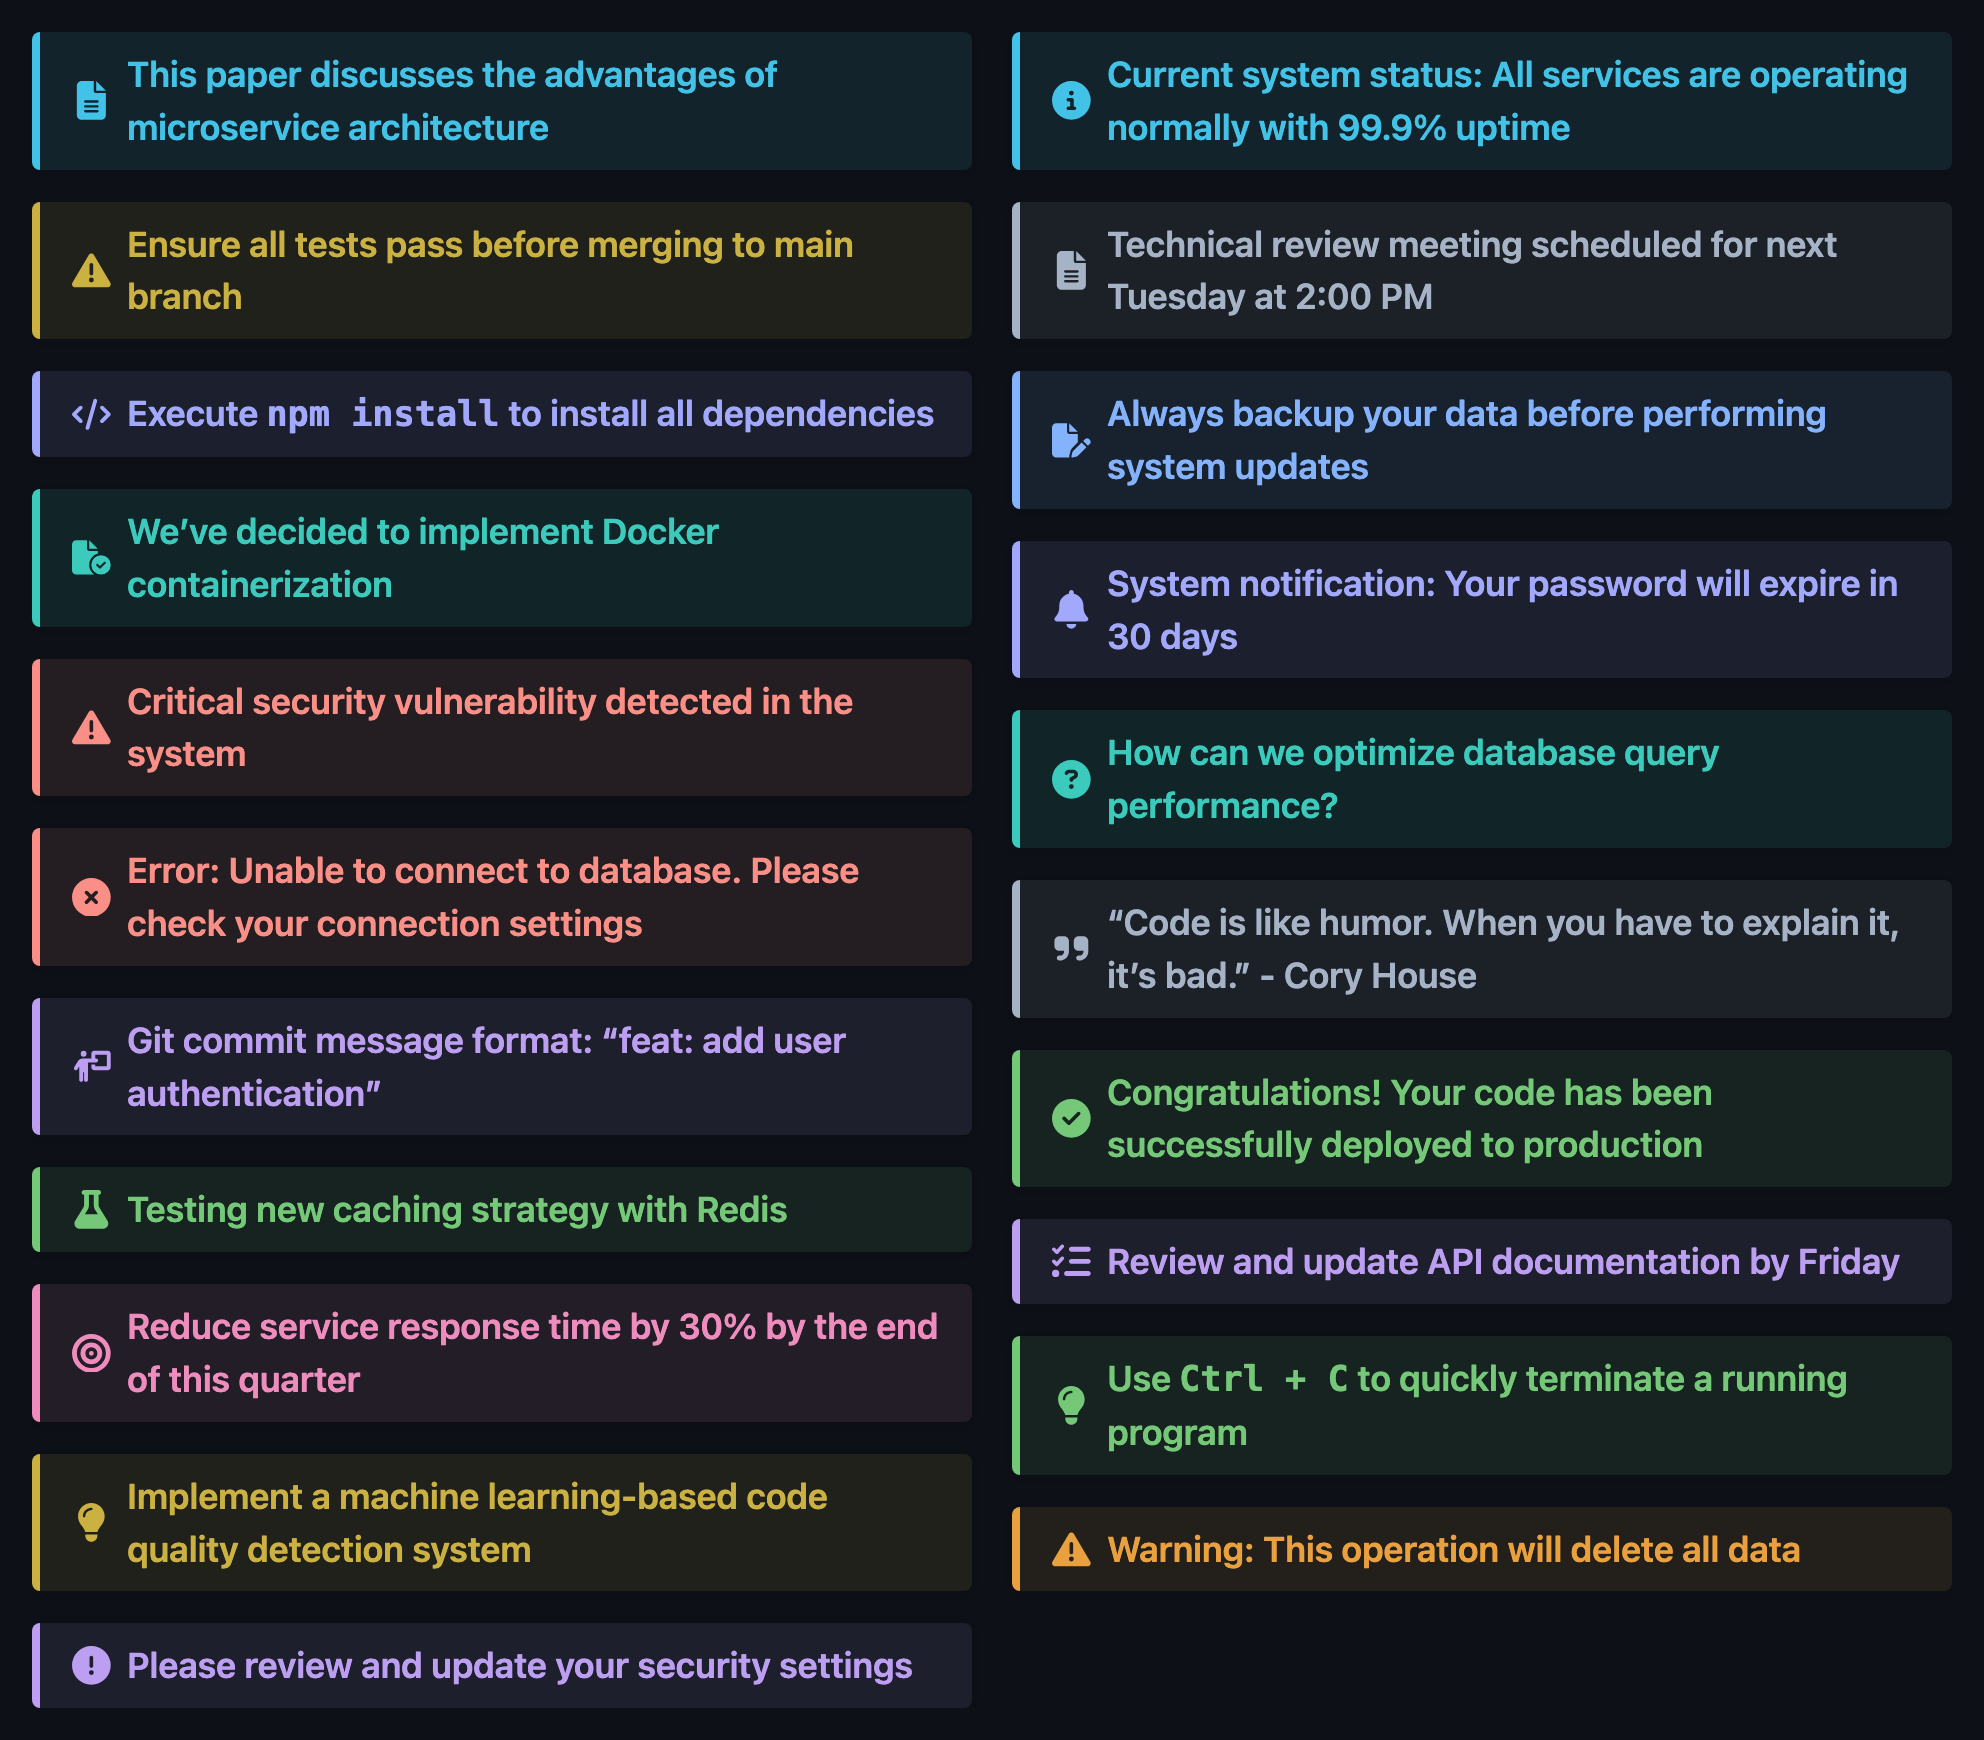 This paper discusses the advantages of
microservice architecture
Ensure all tests pass before merging to main
branch
Execute npm install to install all dependencies
We’ve decided to implement Docker
containerization
Critical security vulnerability detected in the
system
Error: Unable to connect to database. Please
check your connection settings
Git commit message format: “feat: add user
authentication”
Testing new caching strategy with Redis
Reduce service response time by 30% by the end
of this quarter
Implement a machine learning-based code
quality detection system
Please review and update your security settings
Current system status: All services are operating
normally with 99.9% uptime
Technical review meeting scheduled for next
Tuesday at 2:00 PM
Always backup your data before performing
system updates
System notification: Your password will expire in
30 days
How can we optimize database query
performance?
“Code is like humor. When you have to explain it,
it’s bad.” - Cory House
Congratulations! Your code has been
successfully deployed to production
Review and update API documentation by Friday
Use Ctrl + C to quickly terminate a running
program
Warning: This operation will delete all data